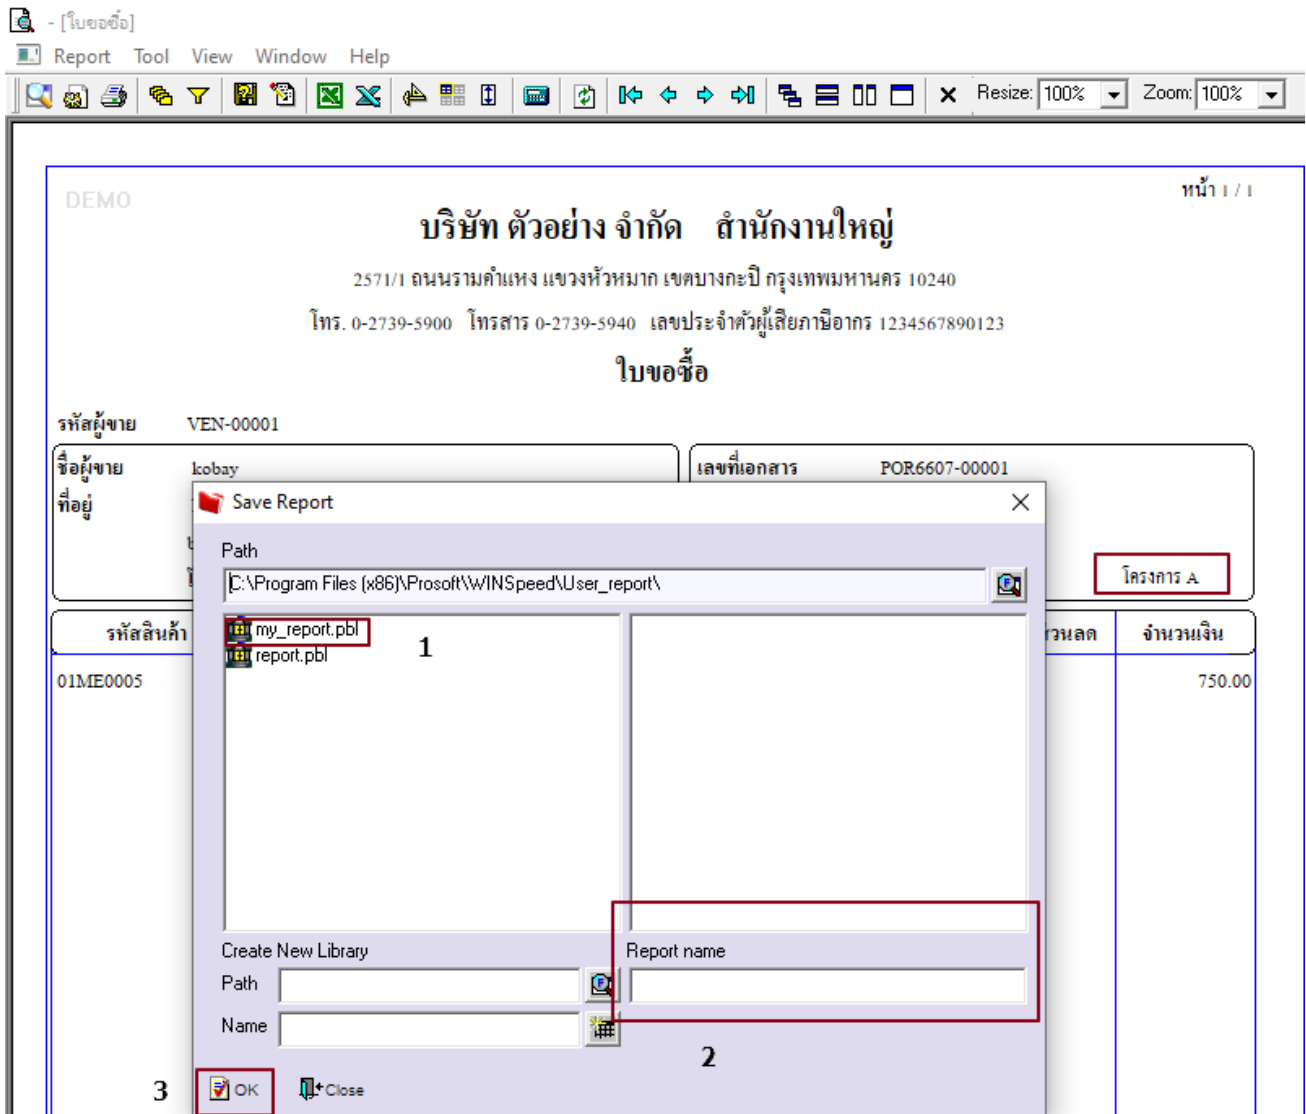 - [ใบขอซื้อ]
Report Tool View Window Help
Resize: 100% Zoom: 100%
DEMO
หน้า 1 / 1
บริษัท ตัวอย่าง จำกัด สำนักงานใหญ่
2571/1 ถนนรามคำแหง แขวงหัวหมาก เขตบางกะปิ กรุงเทพมหานคร 10240
โทร. 0-2739-5900 โทรสาร 0-2739-5940 เลขประจำตัวผู้เสียภาษีอากร 1234567890123
ใบขอซื้อ
รหัสผู้ขาย VEN-00001
ชื่อผู้ขาย kobay เลขที่เอกสาร POR6607-00001
ที่อยู่
Save Report
Path
C:\Program Files (x86)\Prosoft\WINSpeed\User_report\
โครงการ A
my_report.pbl
1
report.pbl
รหัสสินค้า จำนวนเงิน
01ME0005 750.00
Create New Library Report name
Path
Name
2
3 OK Close